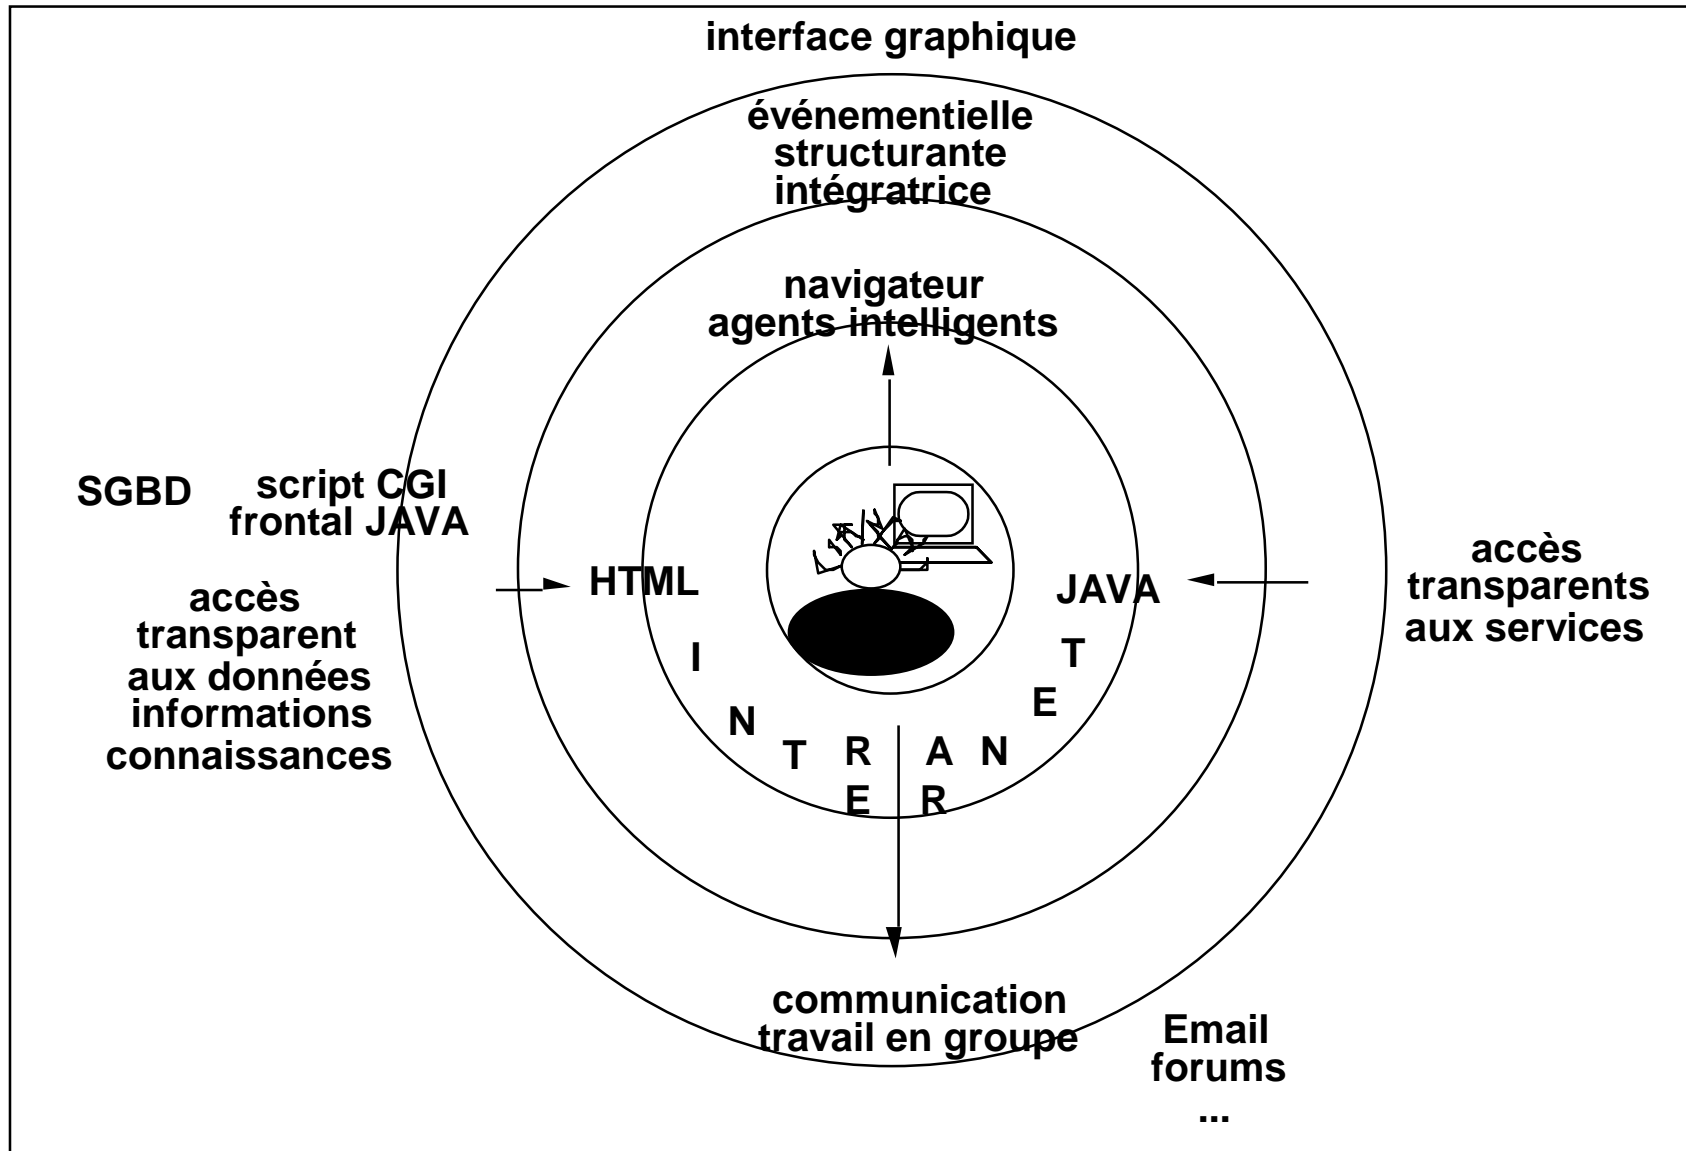 interface graphique
événementielle
structurante
intégratrice
navigateur
agents intelligents
SGBD
script CGI
frontal JAVA
accès
transparent
aux données
informations
connaissances
HTML
JAVA
accès
transparents
aux services
I N T R A N E T
E R
communication
travail en groupe
Email
forums
...